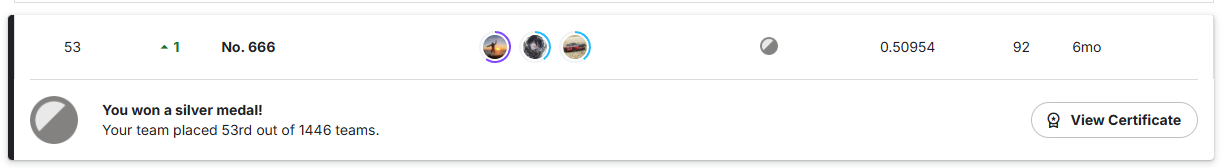 53 1 No. 666 0.50954 92 6mo
You won a silver medal!
Your team placed 53rd out of 1446 teams.
View Certificate